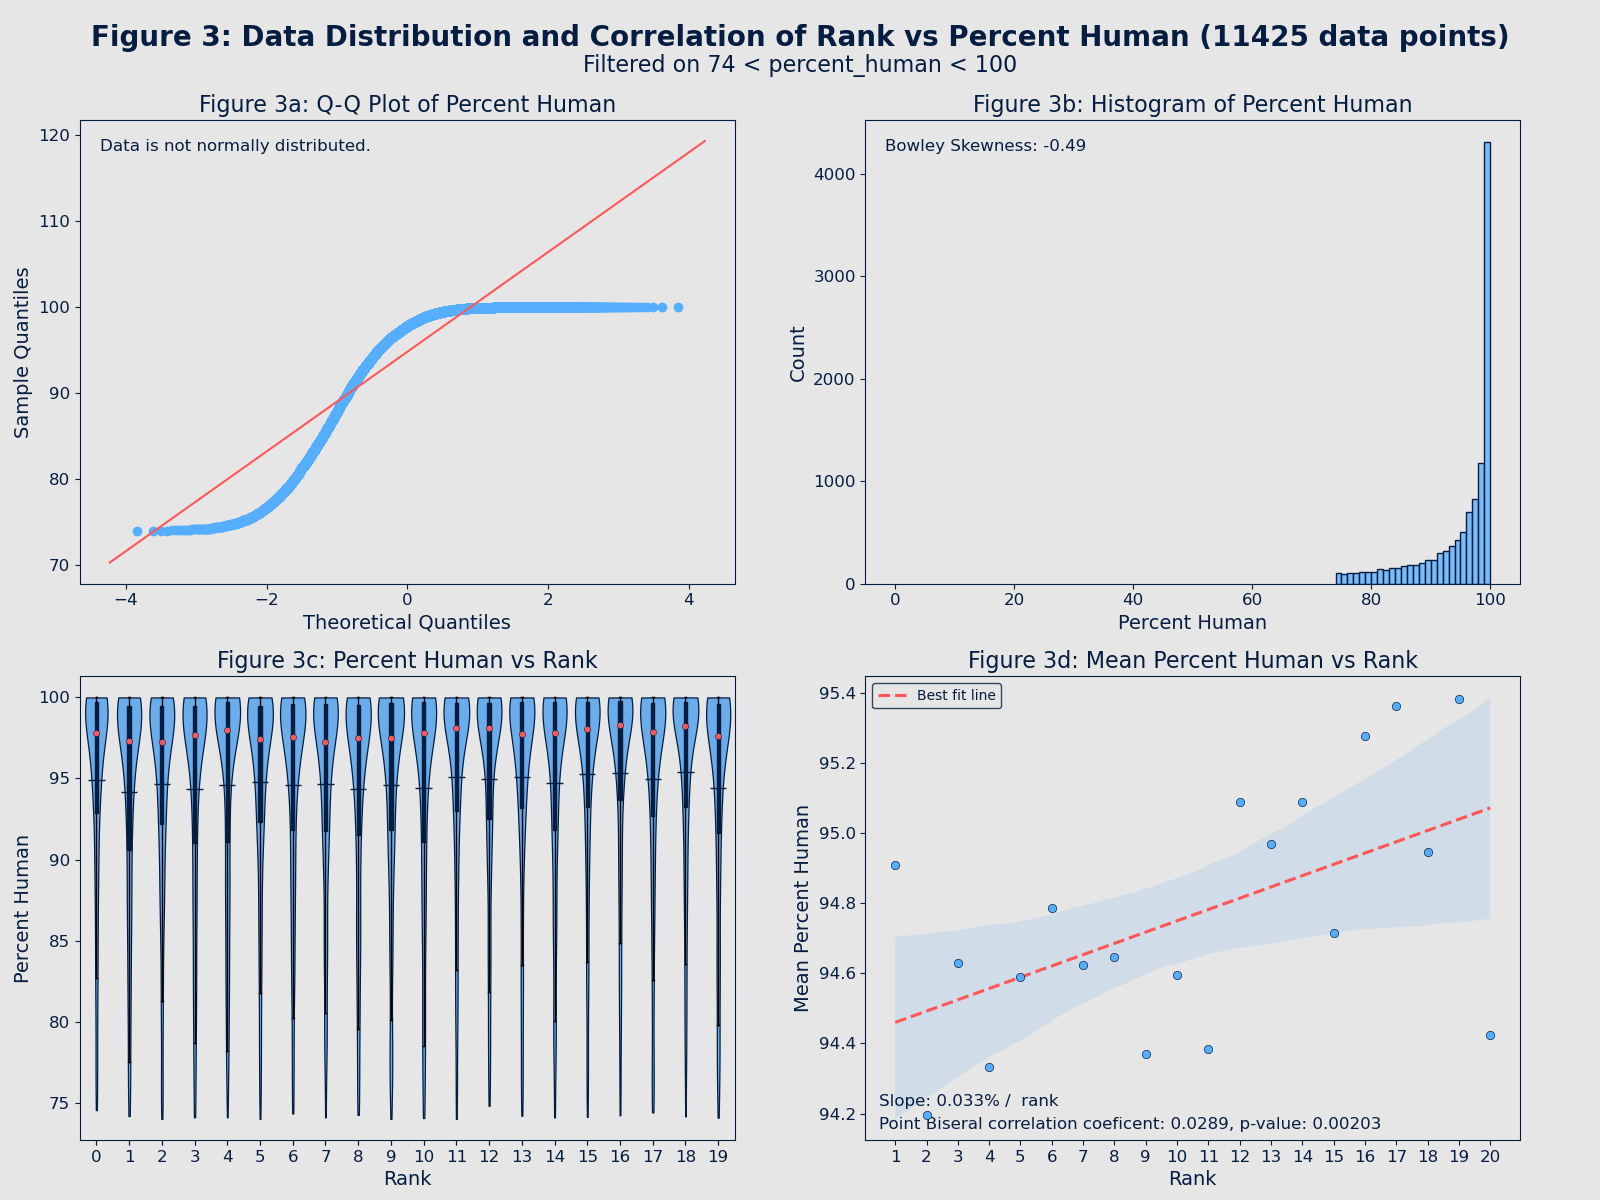 Figure 3: Data Distribution and Correlation of Rank vs Percent Human (11425 data points)
Filtered on 74 < percent_human < 100
Figure 3a: Q-Q Plot of Percent Human
Data is not normally distributed.
120
110
100
90
80
70
Sample Quantiles
−4 −2 0 2 4
Theoretical Quantiles
Figure 3b: Histogram of Percent Human
Bowley Skewness: -0.49
4000
3000
2000
1000
0
Count
0 20 40 60 80 100
Percent Human
Figure 3c: Percent Human vs Rank
100
95
90
85
80
75
Percent Human
0 1 2 3 4 5 6 7 8 9 10 11 12 13 14 15 16 17 18 19
Rank
Figure 3d: Mean Percent Human vs Rank
Best fit line
95.4
95.2
95.0
94.8
94.6
94.4
94.2
Mean Percent Human
Slope: 0.033% /  rank
Point Biseral correlation coeficent: 0.0289, p-value: 0.00203
1 2 3 4 5 6 7 8 9 10 11 12 13 14 15 16 17 18 19 20
Rank